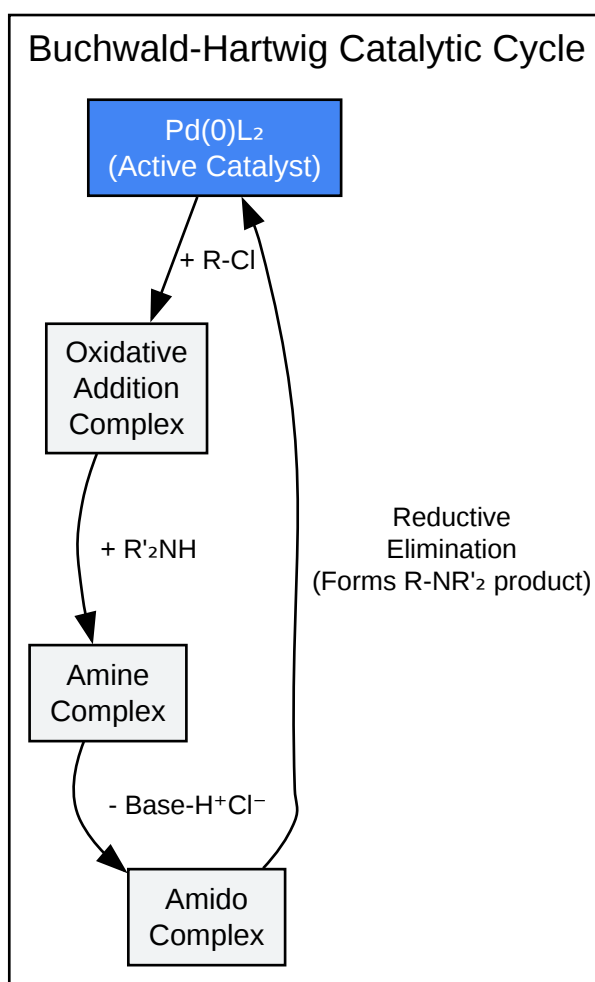 Buchwald-Hartwig Catalytic Cycle
Pd(0)L₂
(Active Catalyst)
+ R-Cl
Oxidative
Addition
Complex
+ R'₂NH
Reductive
Elimination
(Forms R-NR'₂ product)
Amine
Complex
- Base-H⁺Cl⁻
Amido
Complex